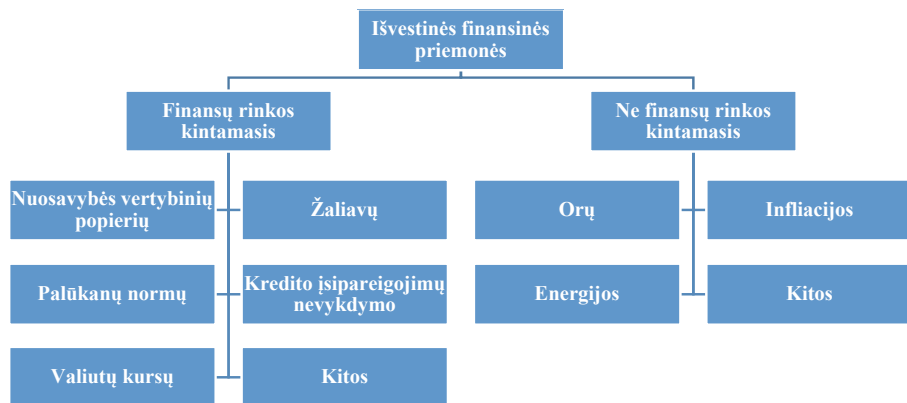 Išvestinės finansinės
priemonės
Finansų rinkos
kintamasis
Ne finansų rinkos
kintamasis
Nuosavybės vertybinių
popierių
Žaliavų
Orų
Infliacijos
Palūkanų normų
Kredito įsipareigojimų
nevykdymo
Energijos
Kitos
Valiutų kursų
Kitos